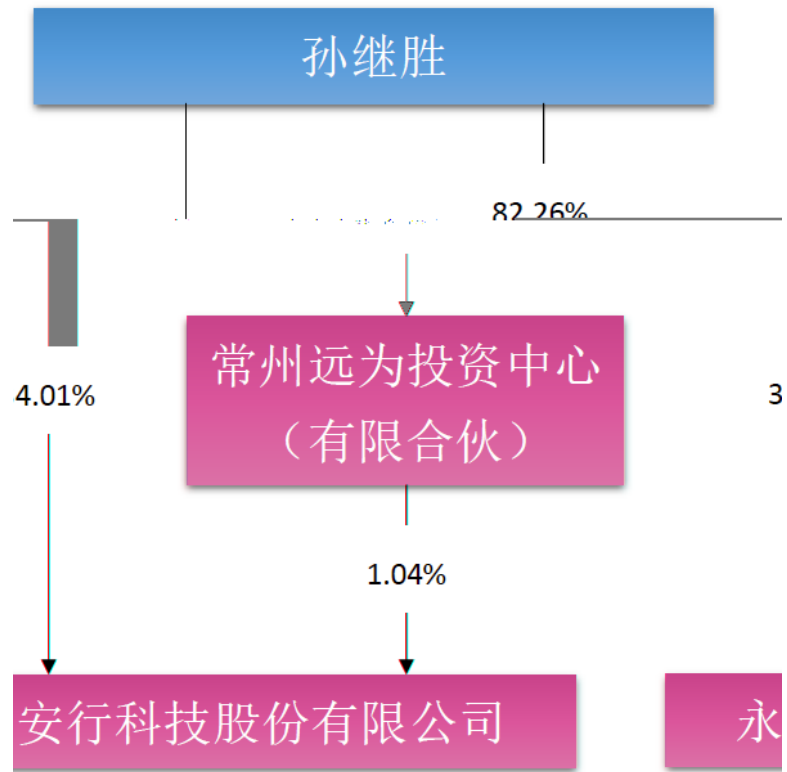 孙继胜
82.26%
常州远为投资中心
（有限合伙）
4.01%
3
1.04%
安行科技股份有限公司
永